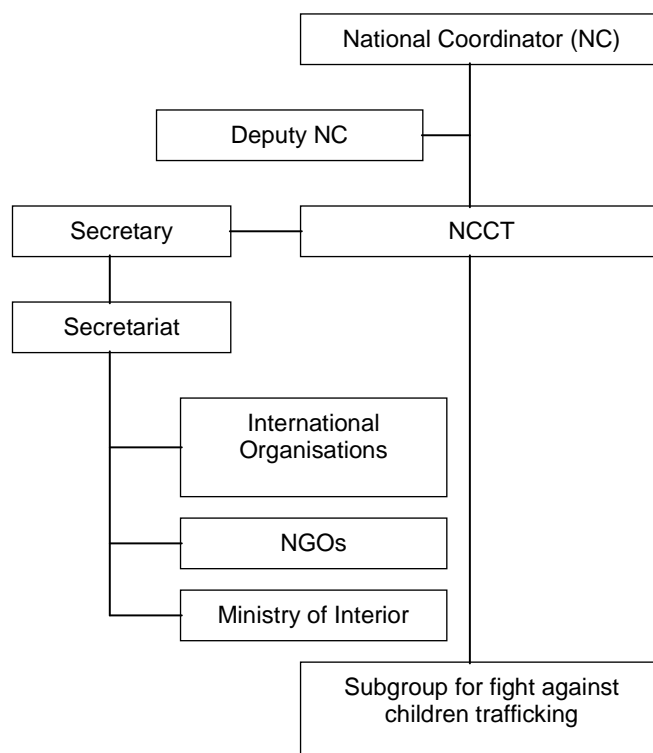 National Coordinator (NC)
Deputy NC
Secretary
NCCT
Secretariat
International
Organisations
NGOs
Ministry of Interior
Subgroup for fight against
children trafficking